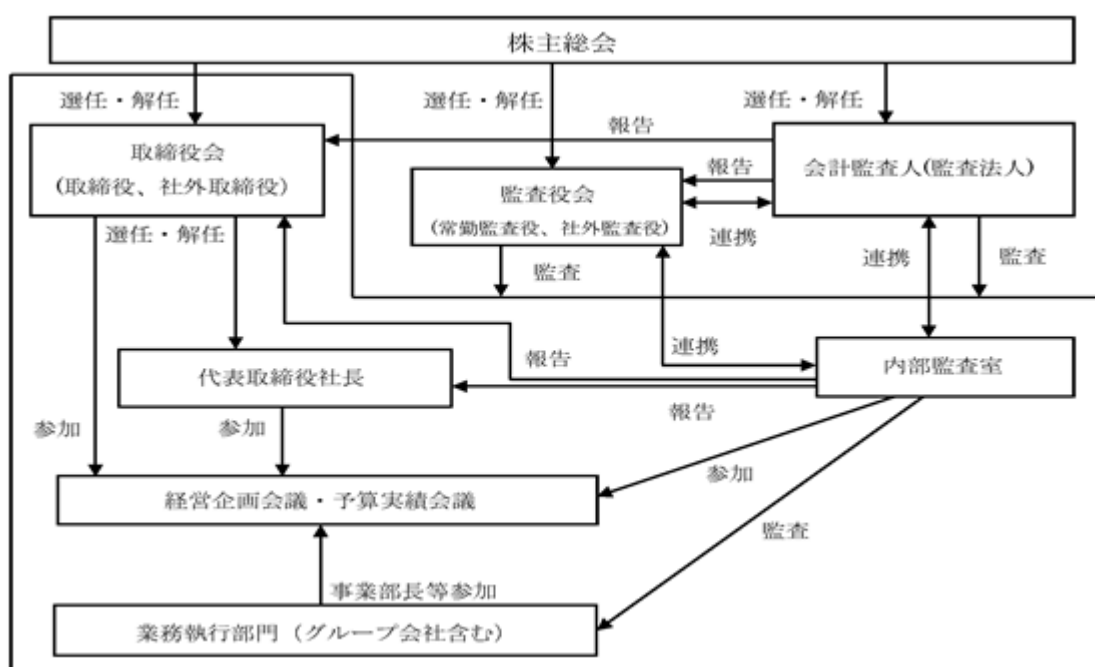 株主総会
選任・解任
選任・解任
選任・解任
報告
取締役会
(取締役、社外取締役)
会計監査人(監査法人)
報告
監査役会
(常勤監査役、社外監査役)
連携
選任・解任
監査
連携
監査
報告
連携
内部監査室
代表取締役社長
報告
参加
参加
参加
経営企画会議・予算実績会議
監査
事業部長等参加
業務執行部門（グループ会社含む）